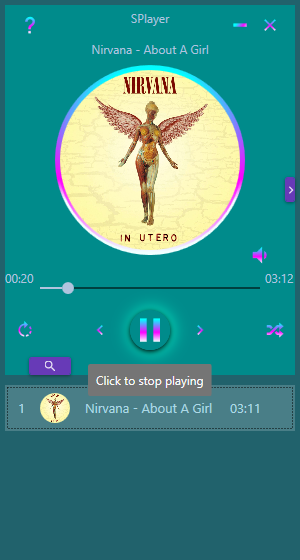 SPlayer
Nirvana - About A Girl
NIRVANA
IN UTERO
00:20
03:12
Click to stop playing
1 Nirvana - About A Girl 03:11